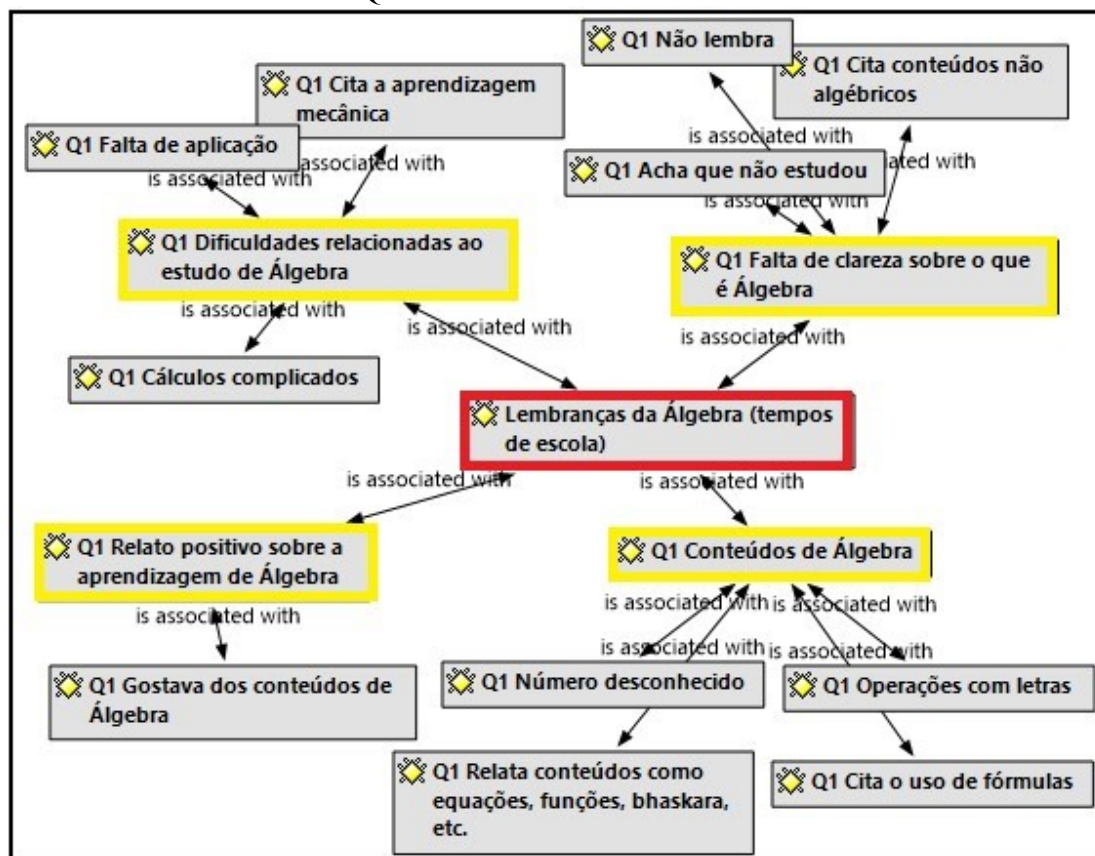 Q1 Não lembra
Q1 Cita a aprendizagem
mecânica
Q1 Cita conteúdos não
algébricos
Q1 Falta de aplicação
is associated with
associated with
is associated with
ated with
Q1 Acha que não estudou
is associated with
Q1 Dificuldades relacionadas ao
estudo de Álgebra
Q1 Falta de clareza sobre o que
é Álgebra
is associated with
is associated with
is associated with
Q1 Cálculos complicados
Lembranças da Álgebra (tempos
de escola)
is associated with
is associated with
Q1 Relato positivo sobre a
aprendizagem de Álgebra
Q1 Conteúdos de Álgebra
is associated with
is associated with
is associated with
is associated with
is associated with
Q1 Gostava dos conteúdos de
Álgebra
Q1 Número desconhecido
Q1 Operações com letras
Q1 Relata conteúdos como
equações, funções, bhaskara,
etc.
Q1 Cita o uso de fórmulas